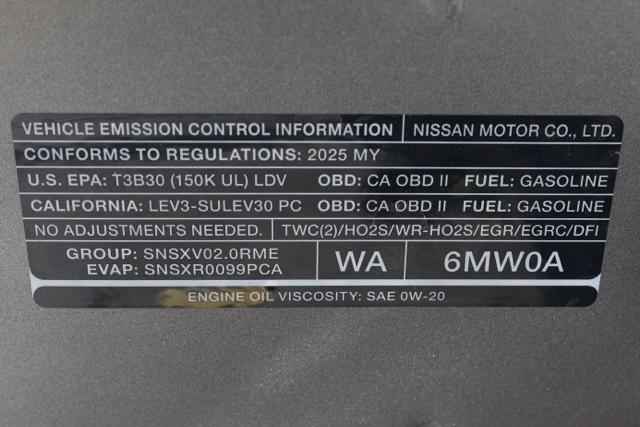 VEHICLE EMISSION CONTROL INFORMATION NISSAN MOTOR CO., LTD.
CONFORMS TO REGULATIONS: 2025 MY
U.S. EPA: T3B30 (150K UL) LDV OBD: CA OBD II FUEL: GASOLINE
CALIFORNIA: LEV3-SULEV30 PC OBD: CA OBD II FUEL: GASOLINE
NO ADJUSTMENTS NEEDED. TWC(2)/HO2S/WR-HO2S/EGR/EGRC/DFI
GROUP: SNSXV02.0RME
EVAP: SNSXR0099PCA
WA 6MW0A
ENGINE OIL VISCOSITY: SAE 0W-20